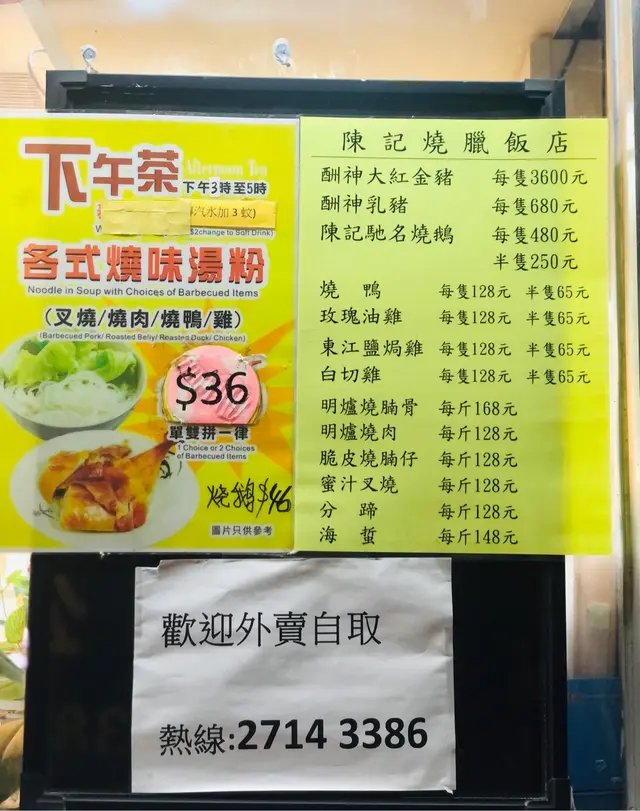 下午茶
Afternoon Tea
下午3時至5時
汽水加3蚊)
$2change to Soft Drink)
各式燒味湯粉
Noodle in Soup with Choices of Barbecued Items
(叉燒/燒肉/燒鴨/雞)
(Barbecued Pork/ Roasted Belly/ Roasted Duck/ Chicken)
$36
單雙拼一律
1 Choice or 2 Choices
of Barbecued Items
烧鹅$46
圖片只供參考
陳記燒臘飯店
酬神大紅金豬 每隻3600元
酬神乳豬 每隻680元
陳記馳名燒鵝 每隻480元
半隻250元
燒鴨 每隻128元 半隻65元
玫瑰油雞 每隻128元 半隻65元
東江鹽焗雞 每隻128元 半隻65元
白切雞 每隻128元 半隻65元
明爐燒腩骨 每斤168元
明爐燒肉 每斤128元
脆皮燒腩仔 每斤128元
蜜汁叉燒 每斤128元
分蹄 每斤128元
海蜇 每斤148元
歡迎外賣自取
熱線:2714 3386